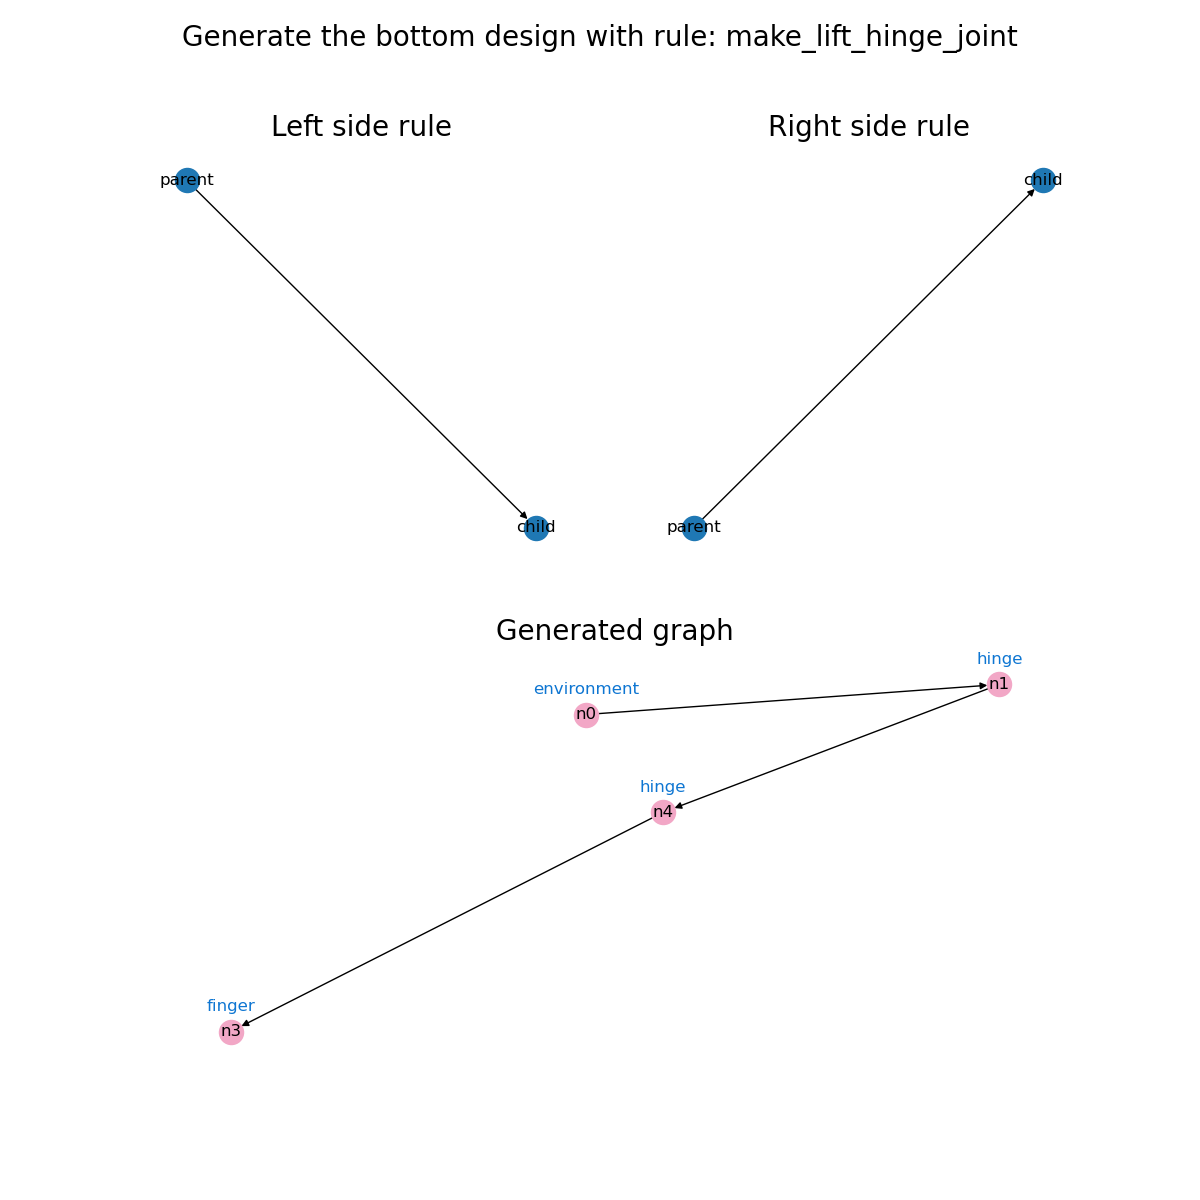 Generate the bottom design with rule: make_lift_hinge_joint
Left side rule
Right side rule
parent
child
child
parent
Generated graph
hinge
n1
environment
n0
hinge
n4
finger
n3